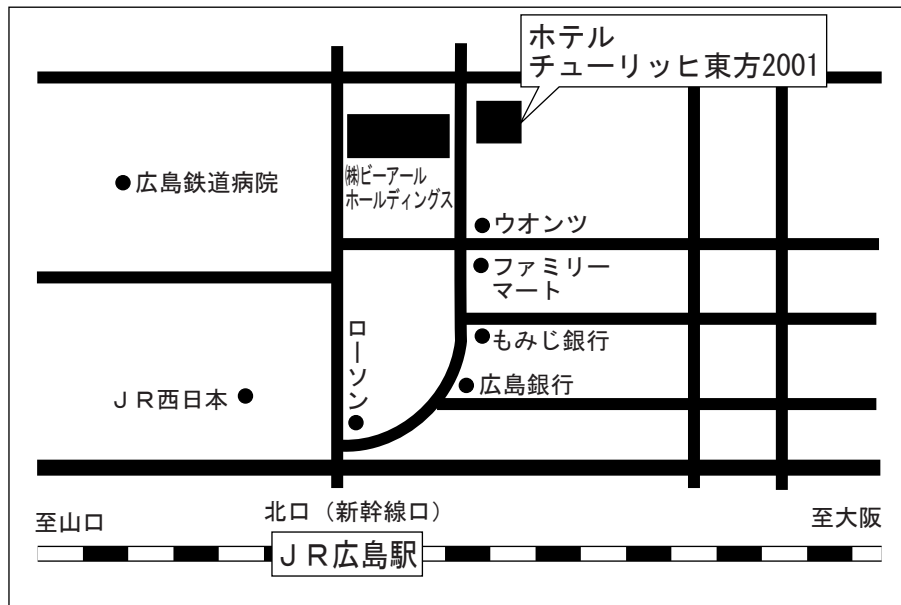 ホテル
チューリッヒ東方2001
㈱ビーアール
ホールディングス
広島鉄道病院
ウオンツ
ファミリー
マート
ローソン
もみじ銀行
広島銀行
ＪＲ西日本
北口（新幹線口）
至山口
至大阪
ＪＲ広島駅